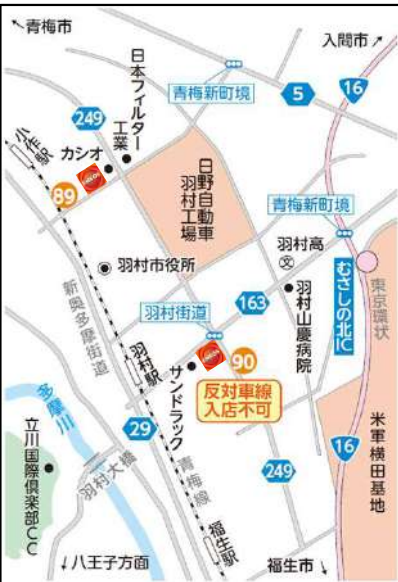 ↖青梅市
入間市↗
日本フィルター
工業
青梅新町境
5
16
249
小作駅
カシオ
89
日野自動車
羽村工場
青梅新町境
羽村高
文
羽村市役所
むさしの北IC
東京環状
新奥多摩街道
羽村街道
163
羽村山慶病院
羽村駅
90
サンドラック
反対車線
入店不可
多摩川
29
16
米軍横田基地
立川国際倶楽部CC
羽村大橋
青梅線
249
福生駅
↓八王子方面
福生市↘